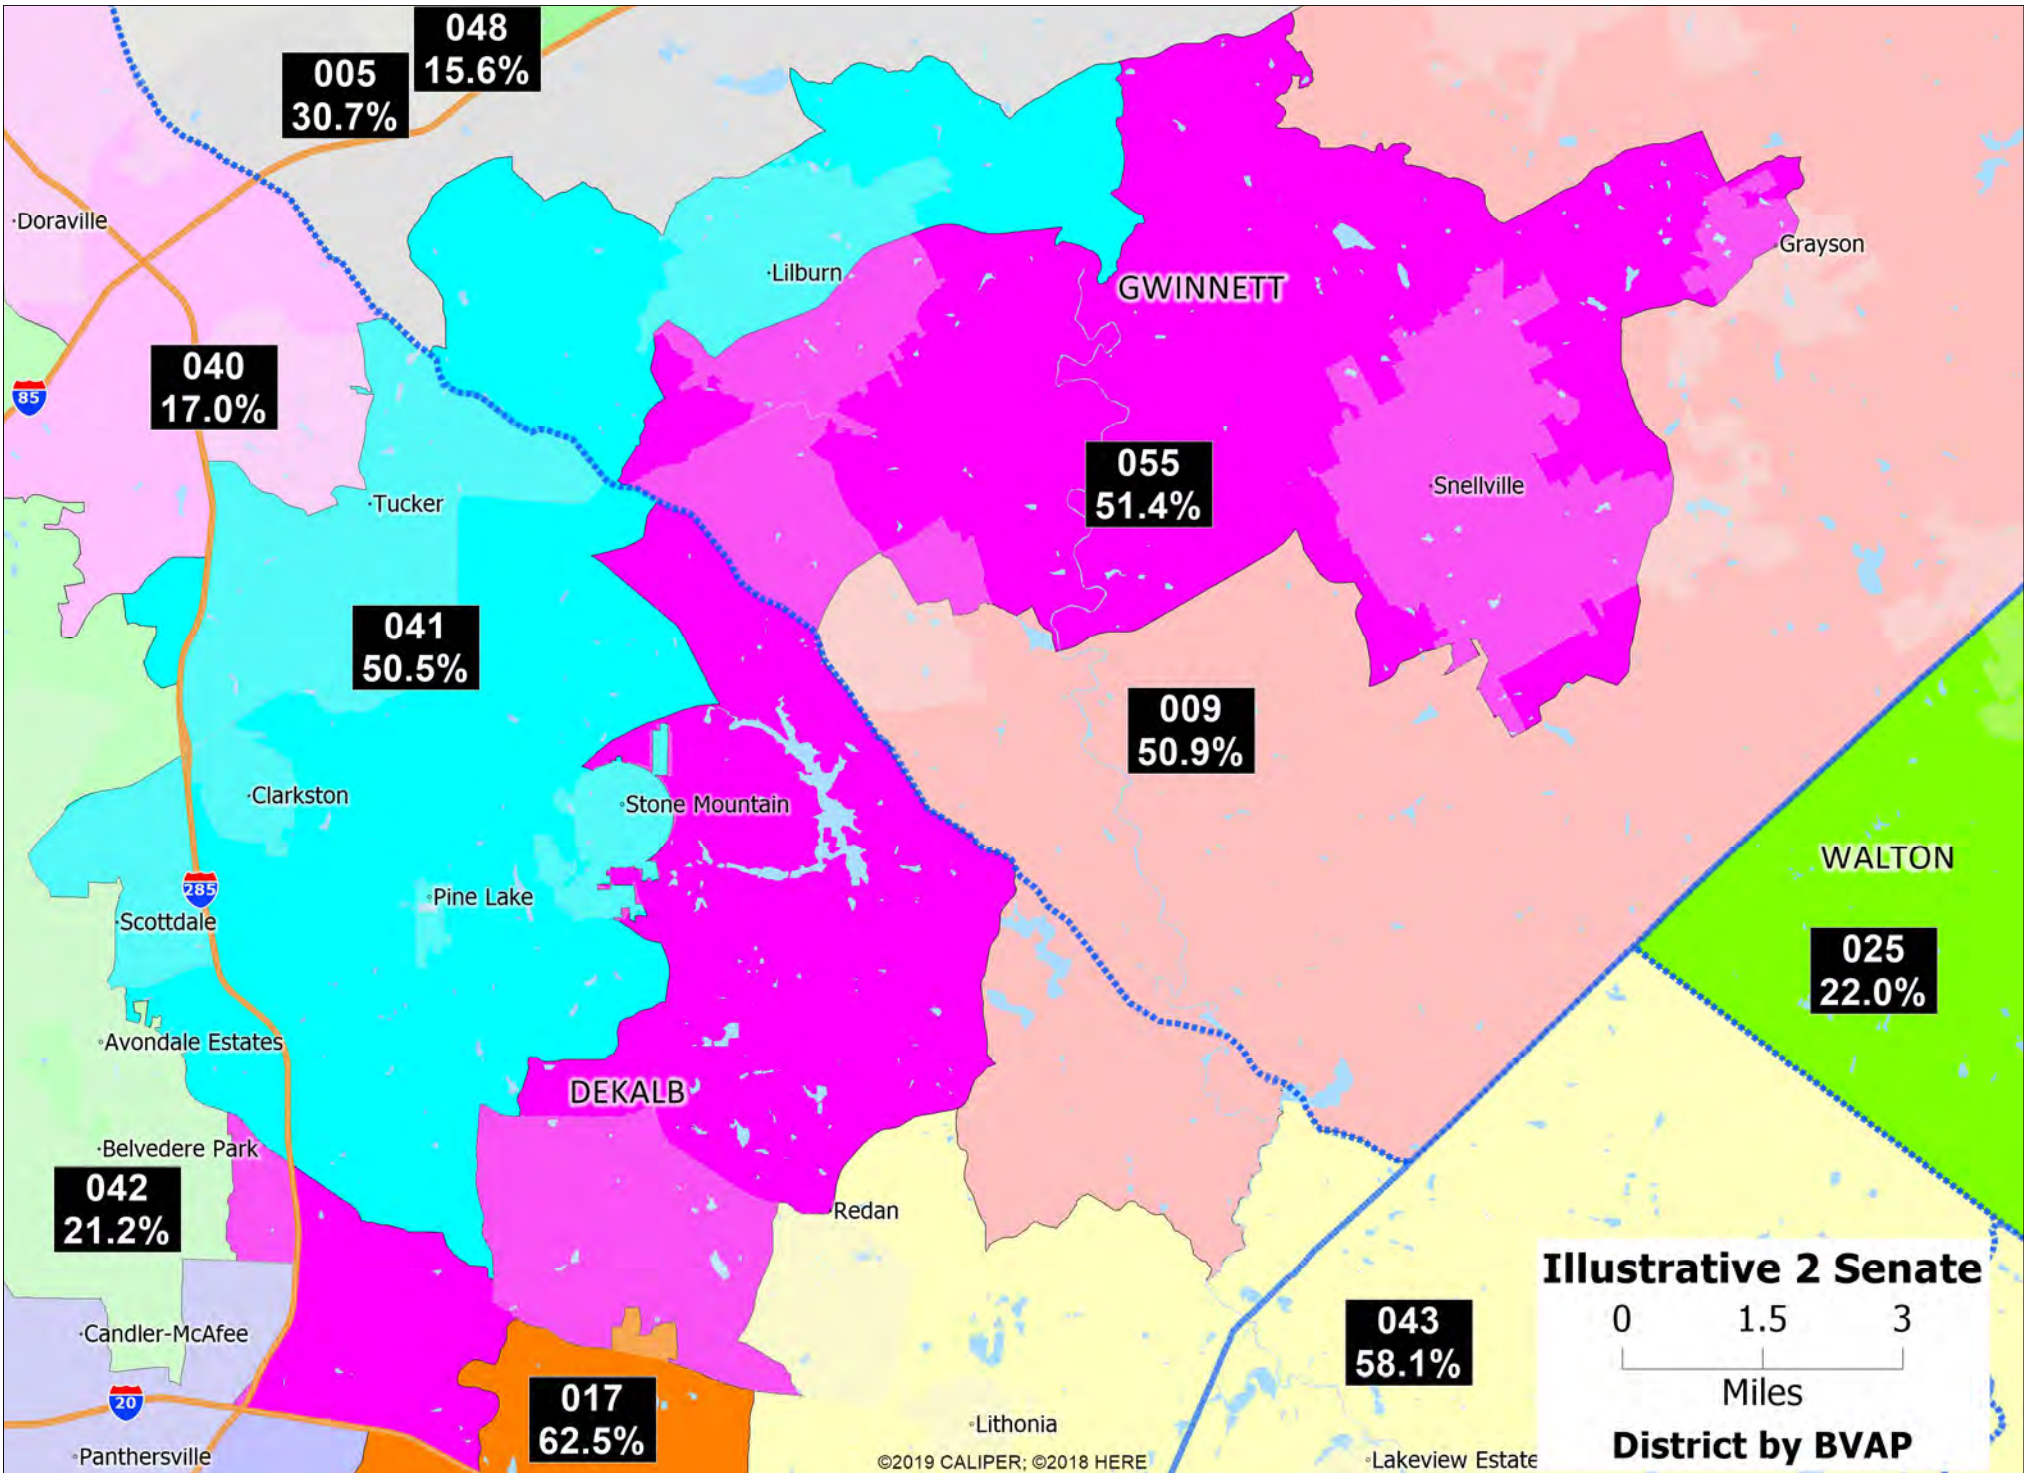 048
15.6%
005
30.7%
Doraville
Lilburn
GWINNETT
Grayson
040
17.0%
85
055
51.4%
Snellville
Tucker
041
50.5%
009
50.9%
Clarkston
Stone Mountain
WALTON
285
Pine Lake
Scottdale
025
22.0%
Avondale Estates
DEKALB
Belvedere Park
042
21.2%
Redan
Illustrative 2 Senate
0 1.5 3
Miles
District by BVAP
Candler-McAfee
043
58.1%
20
017
62.5%
Lithonia
Panthersville
©2019 CALIPER; ©2018 HERE
Lakeview Estate